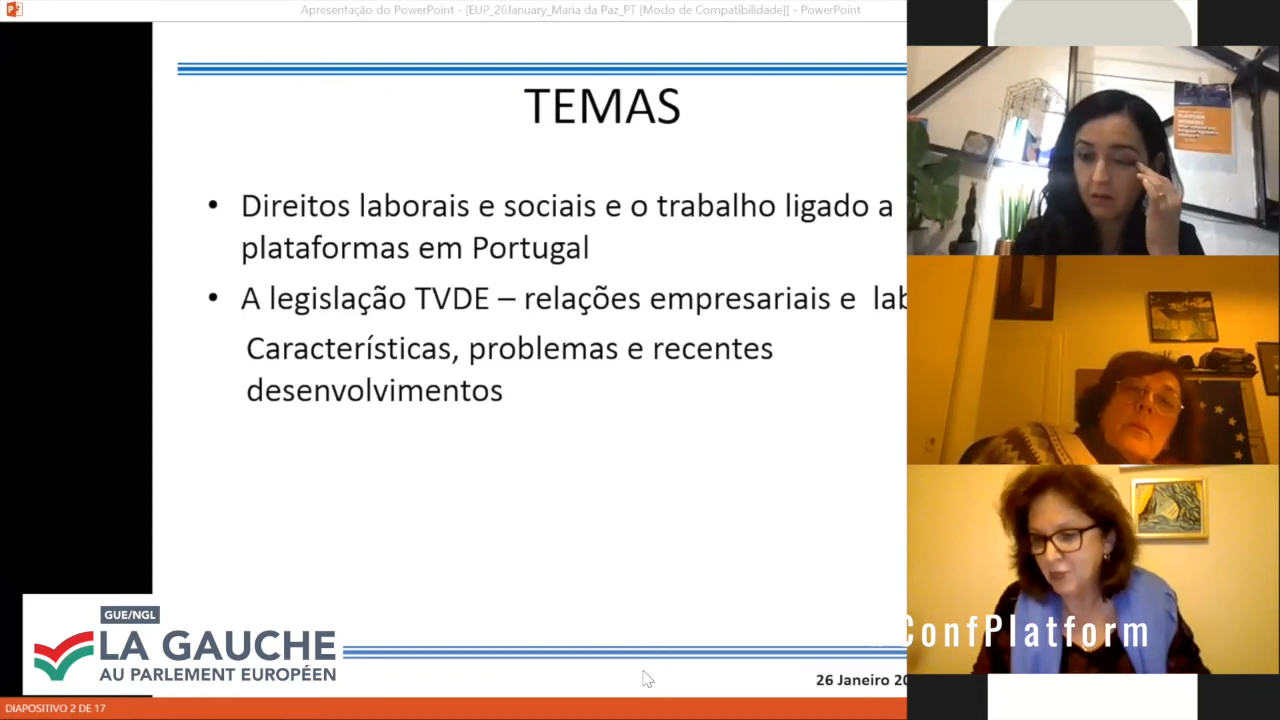 Apresentação do PowerPoint - [EUP_26January_Maria da Paz_PT [Modo de Compatibilidade]] - PowerPoint
TEMAS
• Direitos laborais e sociais e o trabalho ligado a
plataformas em Portugal
• A legislação TVDE – relações empresariais e lab
Características, problemas e recentes
desenvolvimentos
GUE/NGL
LA GAUCHE
AU PARLEMENT EUROPÉEN
ConfPlatform
26 Janeiro 20
DIAPOSITIVO 2 DE 17